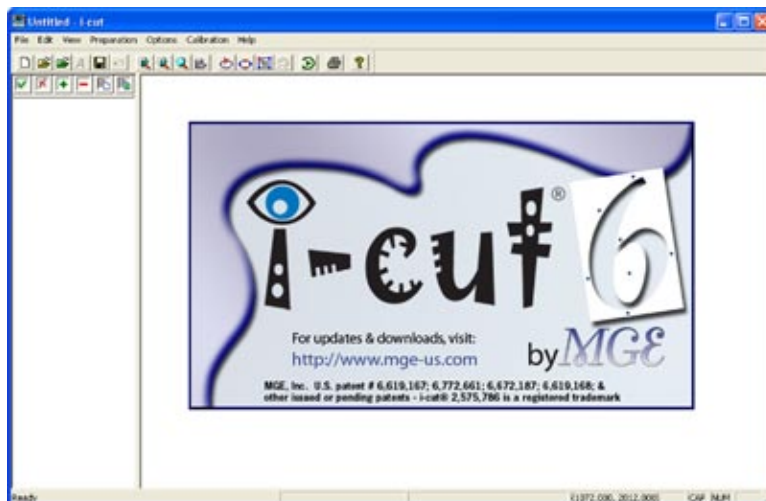 Untitled - i-cut
File Edit View Preparation Options Calibration Help
i-cut® 6
For updates & downloads, visit:
http://www.mge-us.com
by MGE
MGE, Inc. U.S. patent # 6,619,167; 6,772,661; 6,672,187; 6,619,168; &
other issued or pending patents - i-cut® 2,575,786 is a registered trademark
Ready
CAP NUM